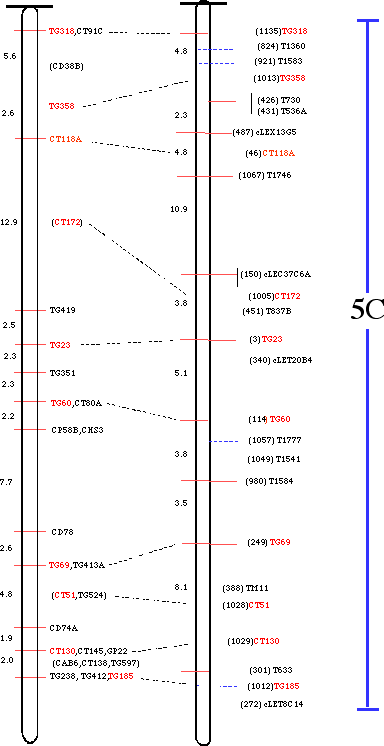 TG318,CT91C
(1135)TG318
5.6
4.8
(824) T1360
(CD38B)
(921) T1583
(1013)TG358
TG358
(426) T730
2.6
2.3
(431) T536A
(487) cLEX13G5
CT118A
4.8
(46)CT118A
(1067) T1746
10.9
12.9
(CT172)
(150) cLEC37C6A
(1005)CT172
3.8
TG419
(451) T837B
5C
2.5
TG23
(3)TG23
2.3
(340) cLET20B4
TG351
5.1
2.3
TG60,CT80A
2.2
(114)TG60
CP58B,CHS3
(1057) T1777
3.8
(1049) T1541
7.7
(980) T1584
3.5
CD78
2.6
(249)TG69
TG69,TG413A
8.1
(388) TM11
4.8
(CT51,TG524)
(1028)CT51
CD74A
1.9
(1029)CT130
CT130,CT145,GP22
2.0
(CAB6,CT138,TG597)
(301) T633
TG238, TG412,TG185
(1012)TG185
(272) cLET8C14